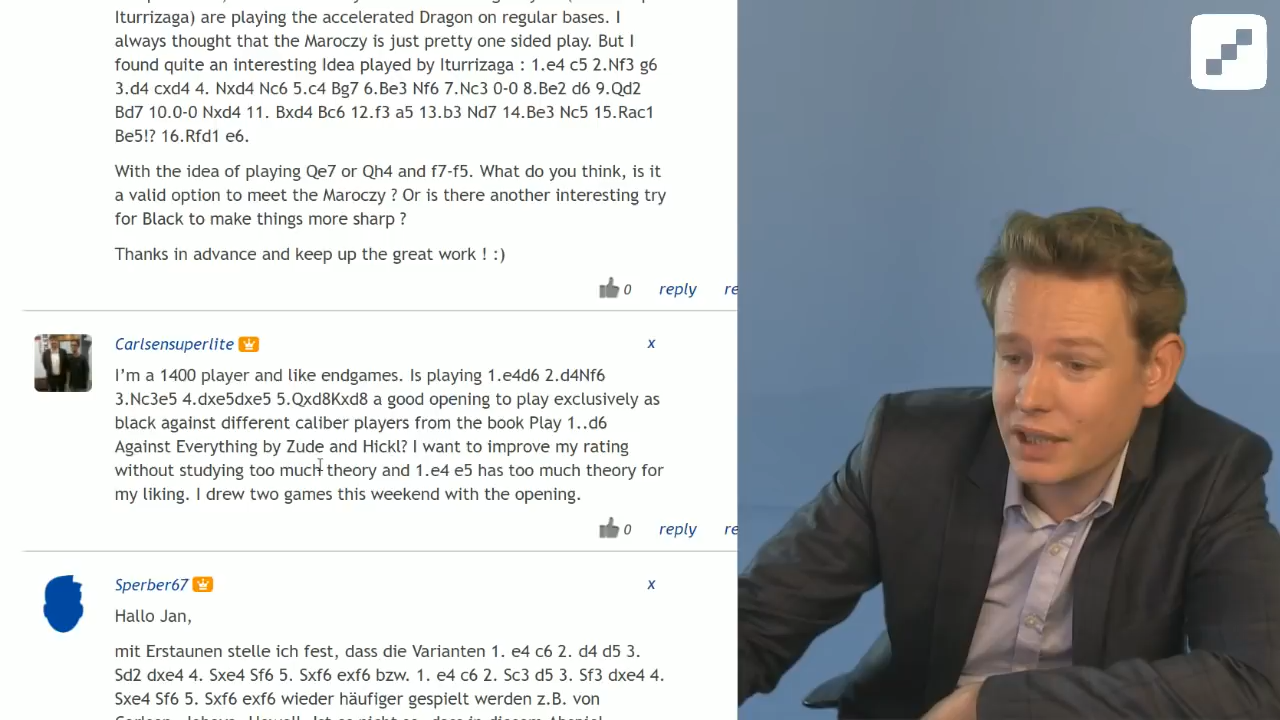 Iturrizaga) are playing the accelerated Dragon on regular bases. I
always thought that the Maroczy is just pretty one sided play. But I
found quite an interesting Idea played by Iturrizaga : 1.e4 c5 2.Nf3 g6
3.d4 cxd4 4. Nxd4 Nc6 5.c4 Bg7 6.Be3 Nf6 7.Nc3 0-0 8.Be2 d6 9.Qd2
Bd7 10.0-0 Nxd4 11. Bxd4 Bc6 12.f3 a5 13.b3 Nd7 14.Be3 Nc5 15.Rac1
Be5!? 16.Rfd1 e6.
With the idea of playing Qe7 or Qh4 and f7-f5. What do you think, is it
a valid option to meet the Maroczy ? Or is there another interesting try
for Black to make things more sharp ?
Thanks in advance and keep up the great work ! :)
0 reply re
Carlsensuperlite x
I'm a 1400 player and like endgames. Is playing 1.e4d6 2.d4Nf6
3.Nc3e5 4.dxe5dxe5 5.Qxd8Kxd8 a good opening to play exclusively as
black against different caliber players from the book Play 1..d6
Against Everything by Zude and Hickl? I want to improve my rating
without studying too much theory and 1.e4 e5 has too much theory for
my liking. I drew two games this weekend with the opening.
0 reply re
Sperber67 x
Hallo Jan,
mit Erstaunen stelle ich fest, dass die Varianten 1. e4 c6 2. d4 d5 3.
Sd2 dxe4 4. Sxe4 Sf6 5. Sxf6 exf6 bzw. 1. e4 c6 2. Sc3 d5 3. Sf3 dxe4 4.
Sxe4 Sf6 5. Sxf6 exf6 wieder häufiger gespielt werden z.B. von